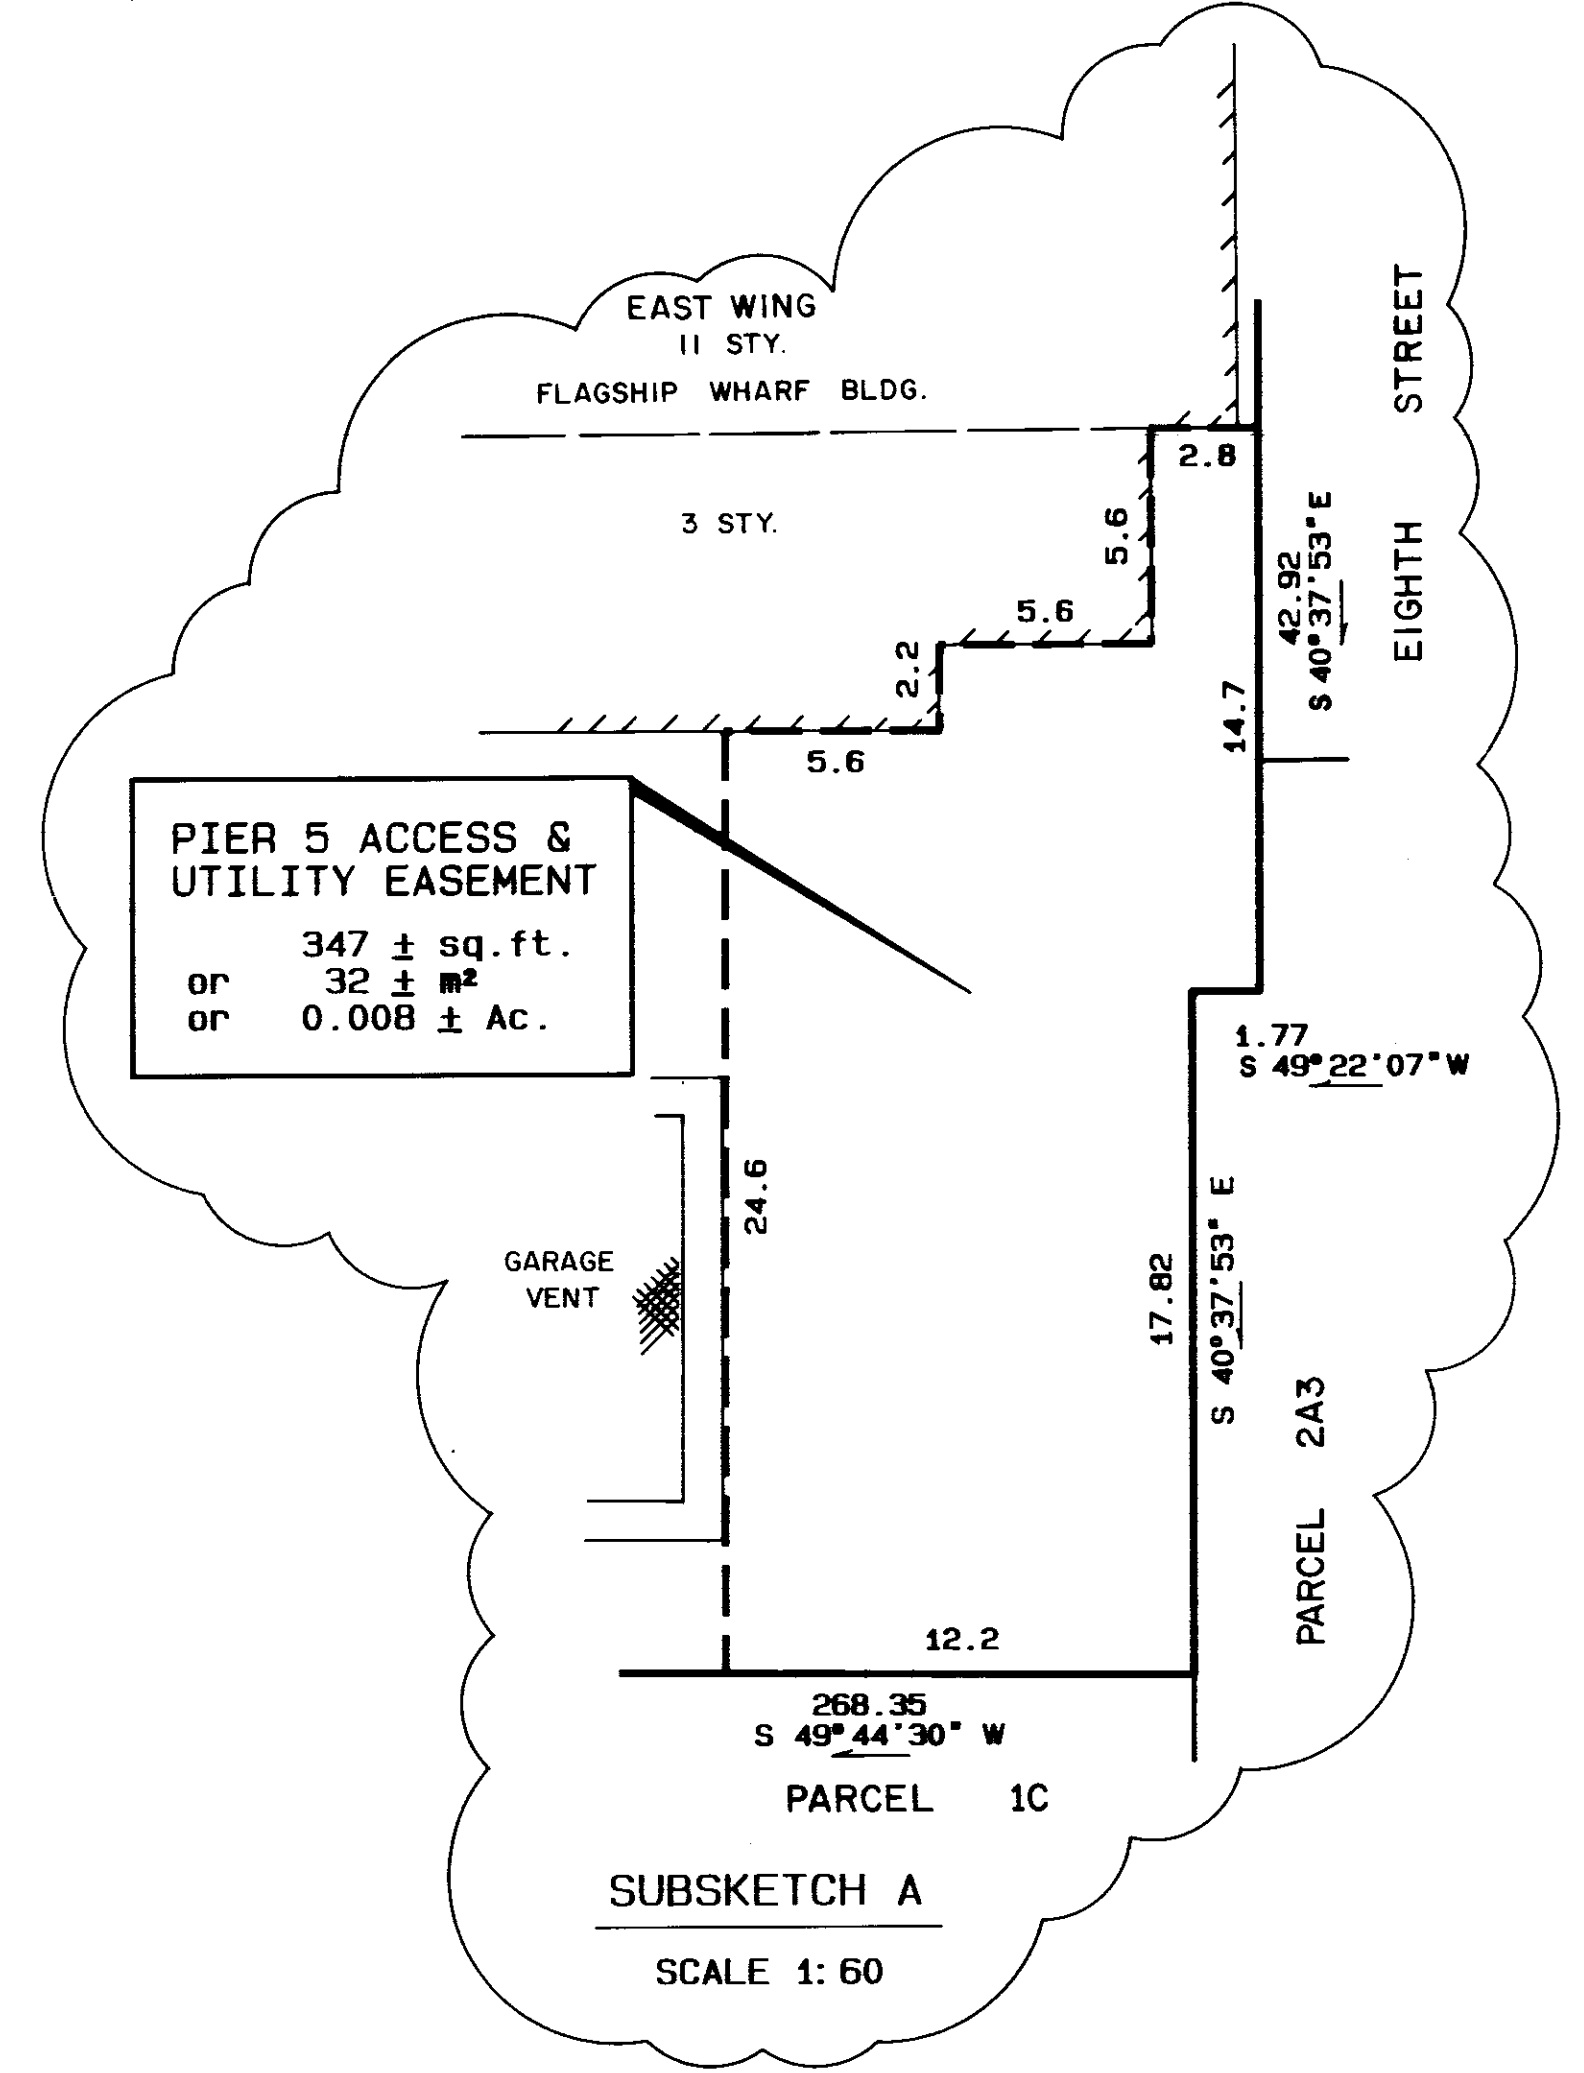 EAST WING
11 STY.
FLAGSHIP WHARF BLDG.
3 STY.
2.8
5.6
5.6
2.2
5.6
14.7
42.92
S 40°37'53" E
EIGHTH STREET
PIER 5 ACCESS &
UTILITY EASEMENT
347 ± sq.ft.
or 32 ± m²
or 0.008 ± Ac.
1.77
S 49°22'07" W
24.6
GARAGE
VENT
17.82
S 40°37'53" E
PARCEL 2A3
12.2
268.35
S 49°44'30" W
PARCEL 1C
SUBSKETCH A
SCALE 1:60